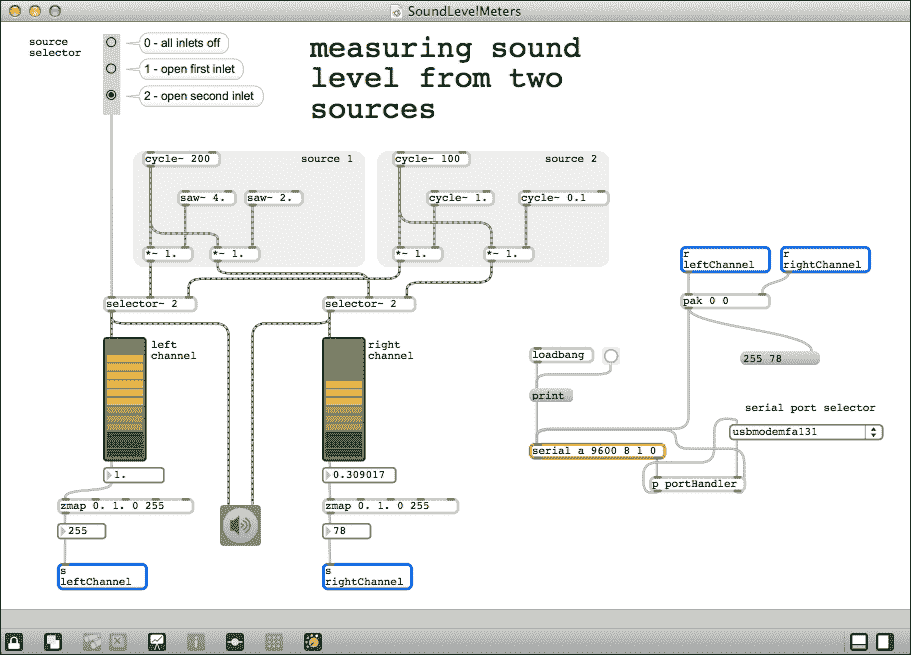 SoundLevelMeters
source
selector
0 - all inlets off
1 - open first inlet
2 - open second inlet
measuring sound
level from two
sources
cycle~ 200
source 1
cycle~ 100
source 2
saw~ 4.
saw~ 2.
cycle~ 1.
cycle~ 0.1
*~ 1.
*~ 1.
*~ 1.
*~ 1.
r
leftChannel
r
rightChannel
selector~ 2
selector~ 2
pak 0 0
left
channel
right
channel
loadbang
255 78
print
serial port selector
usbmodemfa131
serial a 9600 8 1 0
1.
0.309017
p portHandler
zmap 0. 1. 0 255
zmap 0. 1. 0 255
255
78
s
leftChannel
s
rightChannel